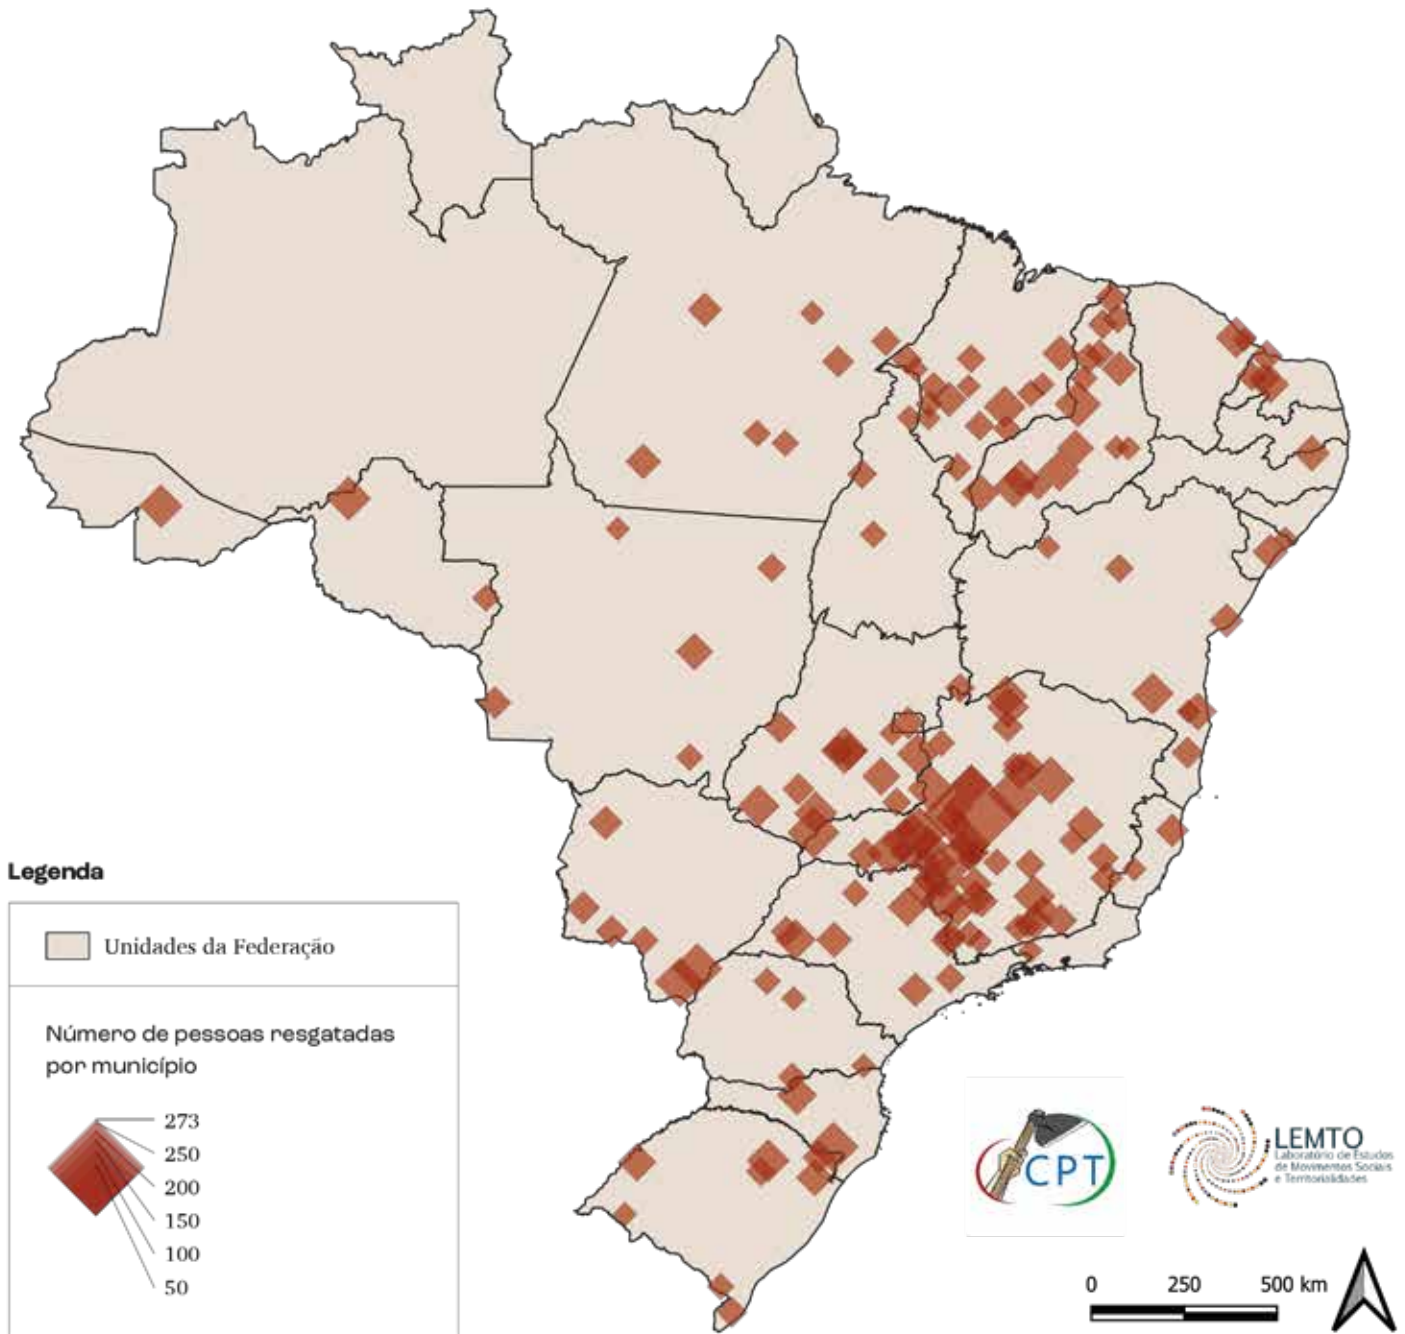 Legenda
Unidades da Federação
Número de pessoas resgatadas
por município
273
250
200
150
100
50
CPT
LEMTO
Laboratório de Estudos
de Movimentos Sociais
e Territorialidades
0 250 500 km